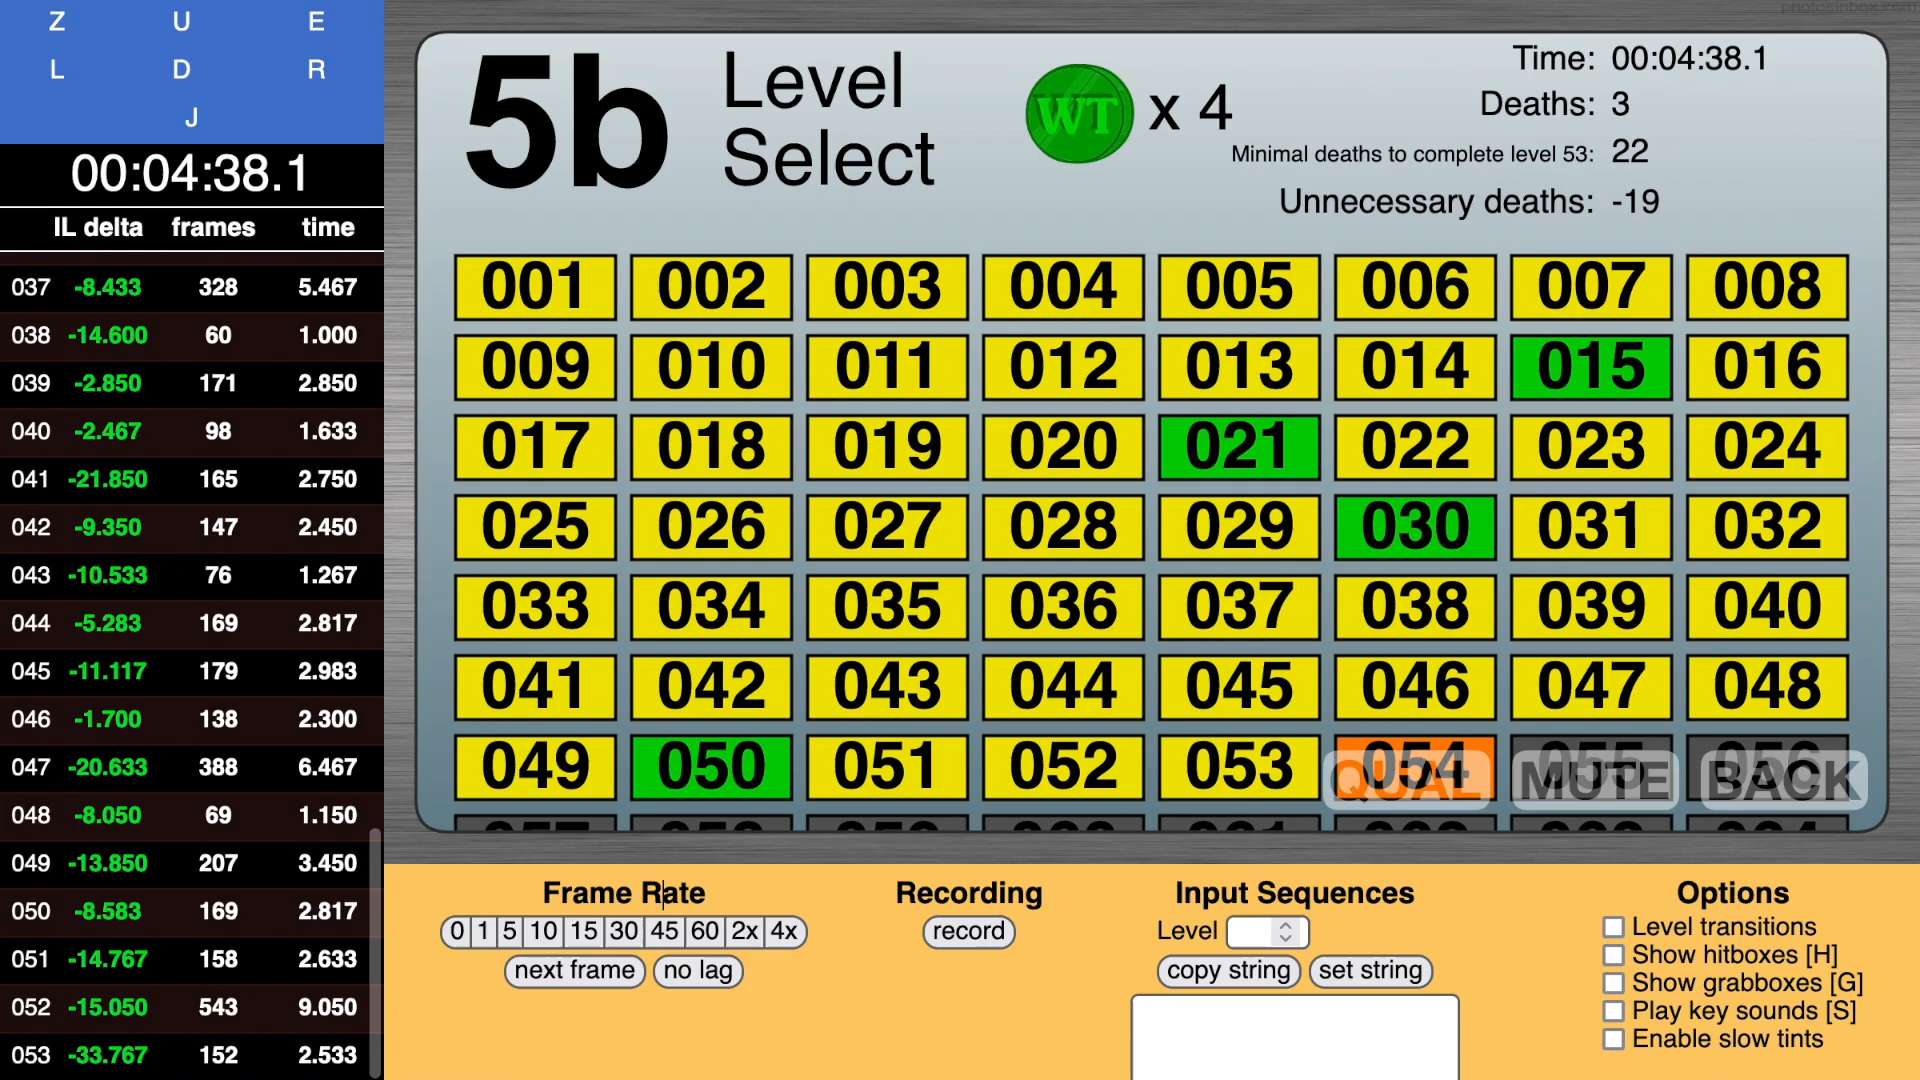 Z U E
L D R
J
00:04:38.1
IL delta frames time
037 -8.433 328 5.467
038 -14.600 60 1.000
039 -2.850 171 2.850
040 -2.467 98 1.633
041 -21.850 165 2.750
042 -9.350 147 2.450
043 -10.533 76 1.267
044 -5.283 169 2.817
045 -11.117 179 2.983
046 -1.700 138 2.300
047 -20.633 388 6.467
048 -8.050 69 1.150
049 -13.850 207 3.450
050 -8.583 169 2.817
051 -14.767 158 2.633
052 -15.050 543 9.050
053 -33.767 152 2.533
photosinbox.com
5b Level Select
WT x 4
Time: 00:04:38.1
Deaths: 3
Minimal deaths to complete level 53: 22
Unnecessary deaths: -19
001 002 003 004 005 006 007 008
009 010 011 012 013 014 015 016
017 018 019 020 021 022 023 024
025 026 027 028 029 030 031 032
033 034 035 036 037 038 039 040
041 042 043 044 045 046 047 048
049 050 051 052 053 054 055 056
QUAL MUTE BACK
Frame Rate
0 1 5 10 15 30 45 60 2x 4x
next frame no lag
Recording
record
Input Sequences
Level
copy string set string
Options
Level transitions
Show hitboxes [H]
Show grabboxes [G]
Play key sounds [S]
Enable slow tints